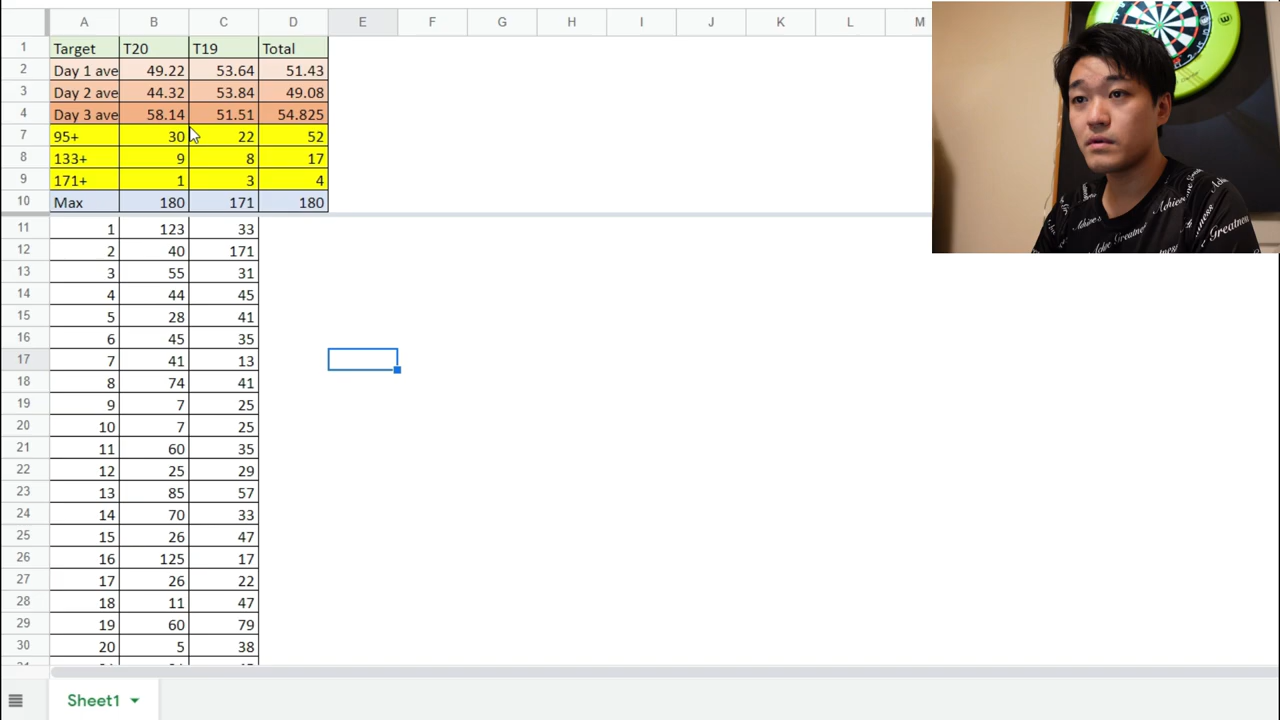 A B C D E F G H I J K L M
1 Target T20 T19 Total
2 Day 1 ave 49.22 53.64 51.43
3 Day 2 ave 44.32 53.84 49.08
4 Day 3 ave 58.14 51.51 54.825
7 95+ 30 22 52
8 133+ 9 8 17
9 171+ 1 3 4
10 Max 180 171 180
11 1 123 33
12 2 40 171
13 3 55 31
14 4 44 45
15 5 28 41
16 6 45 35
17 7 41 13
18 8 74 41
19 9 7 25
20 10 7 25
21 11 60 35
22 12 25 29
23 13 85 57
24 14 70 33
25 15 26 47
26 16 125 17
27 17 26 22
28 18 11 47
29 19 60 79
30 20 5 38
Sheet1